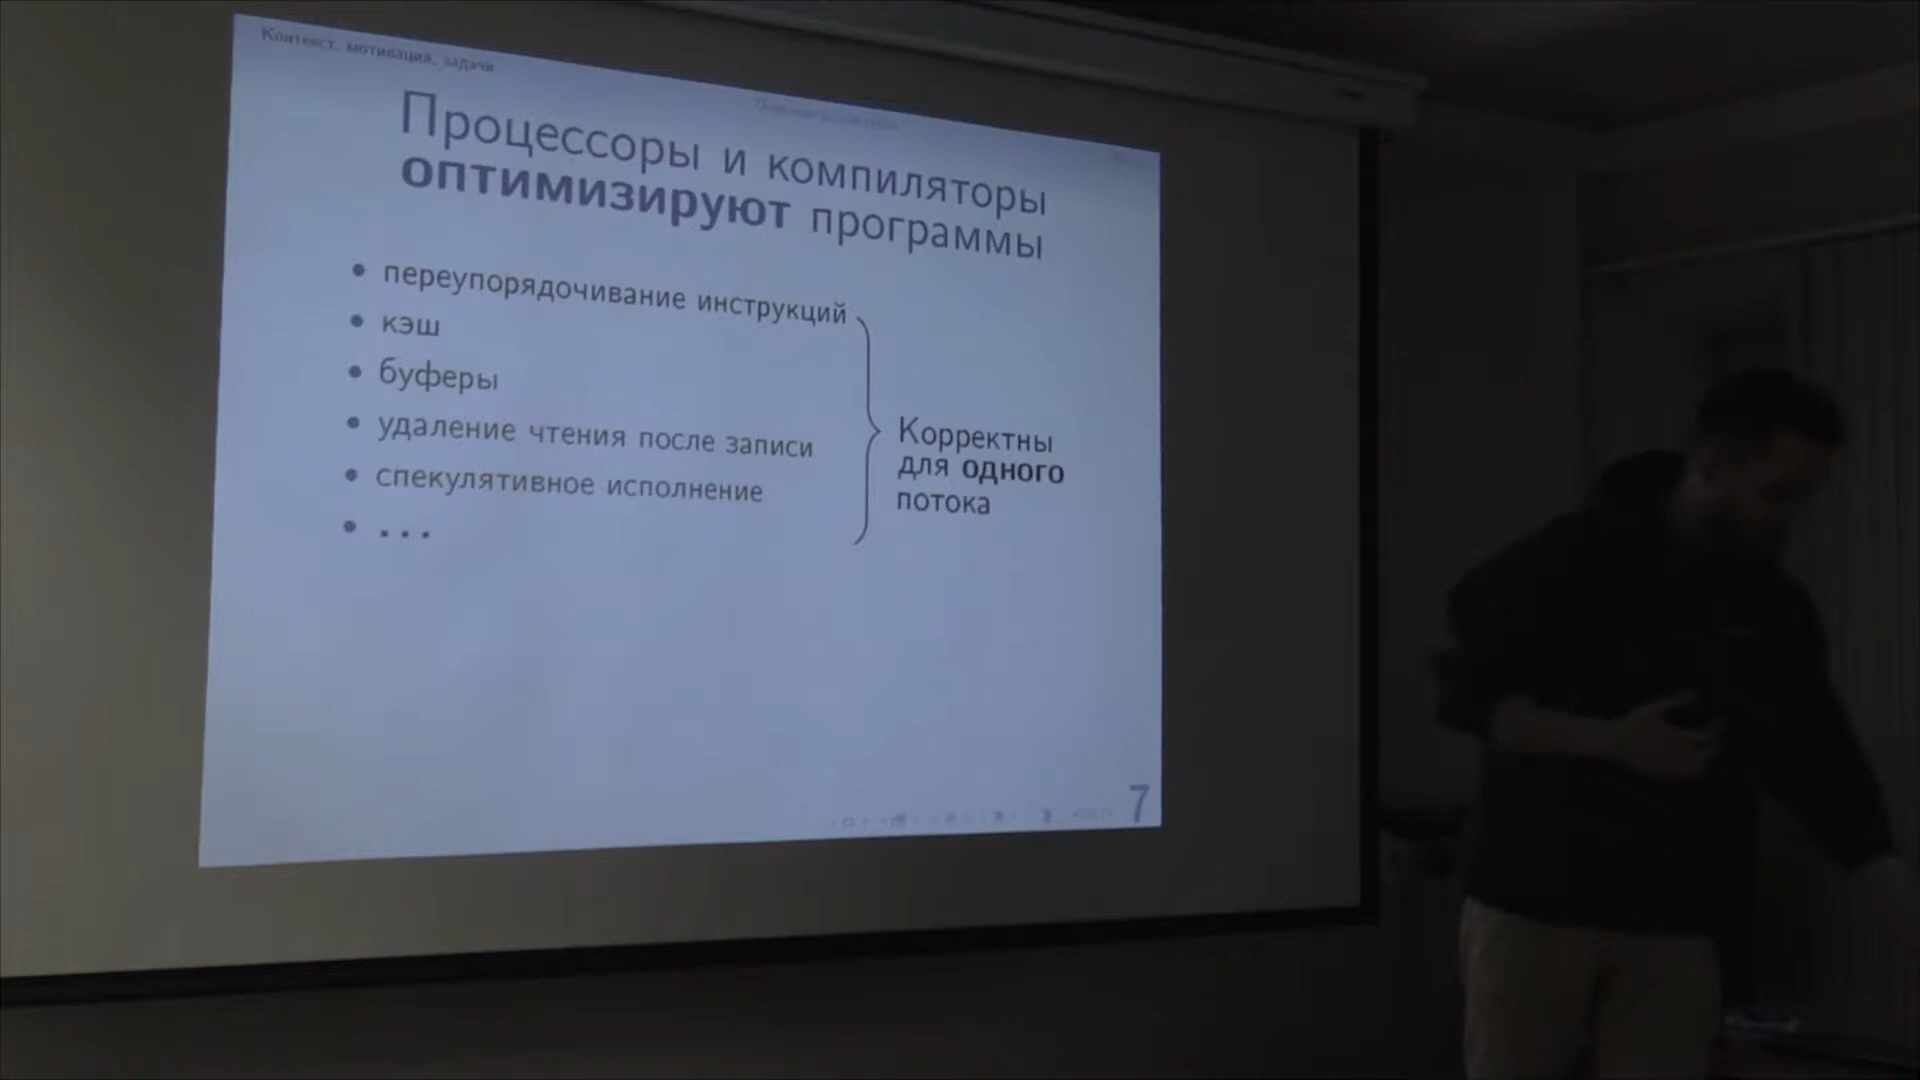 Контекст, мотивация, задачи
Процессоры и компиляторы
оптимизируют программы
• переупорядочивание инструкций
• кэш
• буферы
• удаление чтения после записи
• спекулятивное исполнение
• ...
Корректны
для одного
потока
7